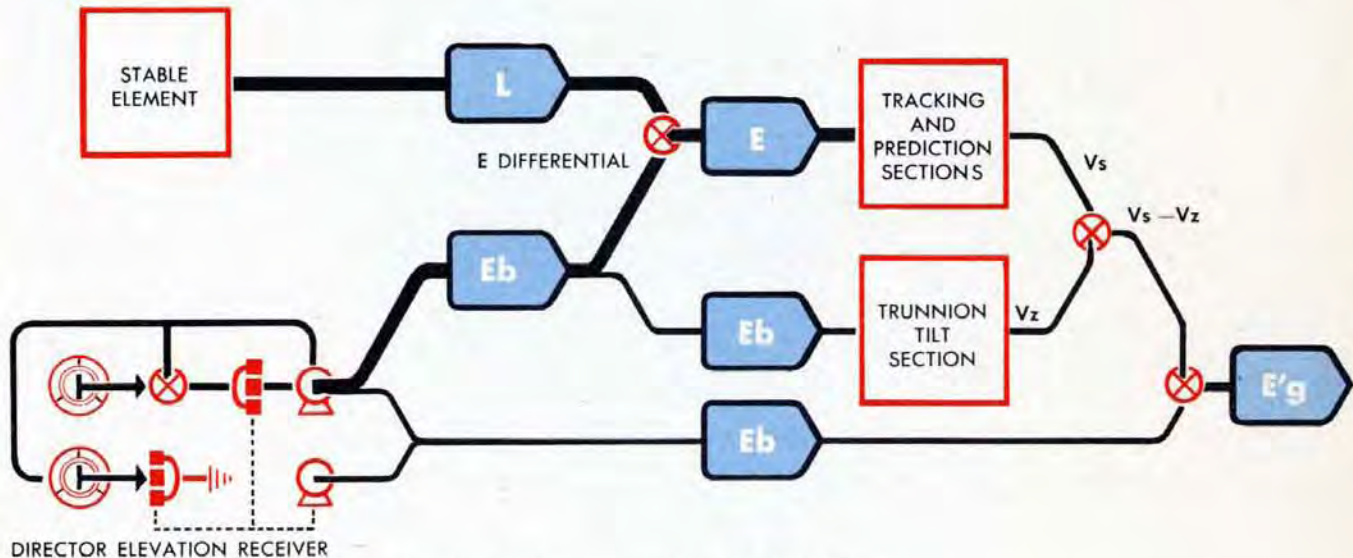 STABLE
ELEMENT
L
E DIFFERENTIAL
E
TRACKING
AND
PREDICTION
SECTIONS
Vs
Vs – Vz
Eb
Eb
TRUNNION
TILT
SECTION
Vz
Eb
E'g
DIRECTOR ELEVATION RECEIVER